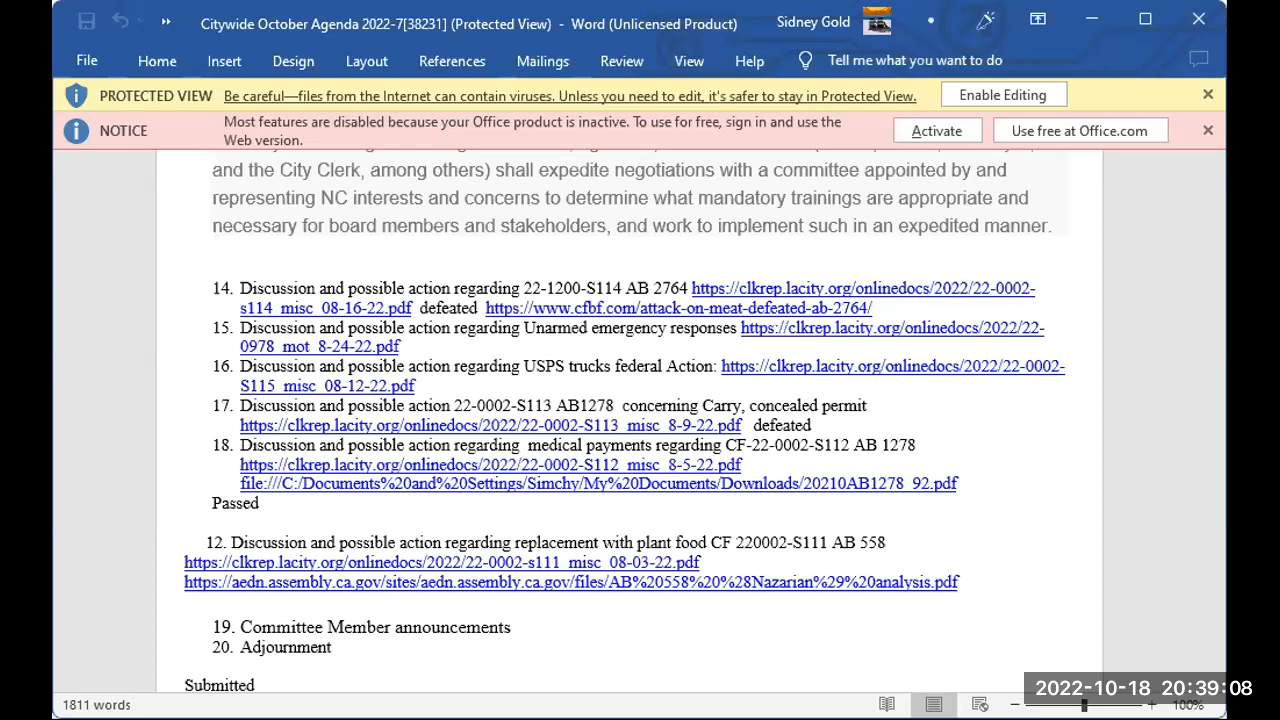 Citywide October Agenda 2022-7[38231] (Protected View) - Word (Unlicensed Product) Sidney Gold
File Home Insert Design Layout References Mailings Review View Help Tell me what you want to do
PROTECTED VIEW Be careful—files from the Internet can contain viruses. Unless you need to edit, it's safer to stay in Protected View. Enable Editing
NOTICE Most features are disabled because your Office product is inactive. To use for free, sign in and use the Web version. Activate Use free at Office.com
and the City Clerk, among others) shall expedite negotiations with a committee appointed by and
representing NC interests and concerns to determine what mandatory trainings are appropriate and
necessary for board members and stakeholders, and work to implement such in an expedited manner.
14. Discussion and possible action regarding 22-1200-S114 AB 2764 https://clkrep.lacity.org/onlinedocs/2022/22-0002-
s114_misc_08-16-22.pdf defeated https://www.cfbf.com/attack-on-meat-defeated-ab-2764/
15. Discussion and possible action regarding Unarmed emergency responses https://clkrep.lacity.org/onlinedocs/2022/22-
0978_mot_8-24-22.pdf
16. Discussion and possible action regarding USPS trucks federal Action: https://clkrep.lacity.org/onlinedocs/2022/22-0002-
S115_misc_08-12-22.pdf
17. Discussion and possible action 22-0002-S113 AB1278 concerning Carry, concealed permit
https://clkrep.lacity.org/onlinedocs/2022/22-0002-S113_misc_8-9-22.pdf defeated
18. Discussion and possible action regarding medical payments regarding CF-22-0002-S112 AB 1278
https://clkrep.lacity.org/onlinedocs/2022/22-0002-S112_misc_8-5-22.pdf
file:///C:/Documents%20and%20Settings/Simchy/My%20Documents/Downloads/20210AB1278_92.pdf
Passed
12. Discussion and possible action regarding replacement with plant food CF 220002-S111 AB 558
https://clkrep.lacity.org/onlinedocs/2022/22-0002-s111_misc_08-03-22.pdf
https://aedn.assembly.ca.gov/sites/aedn.assembly.ca.gov/files/AB%20558%20%28Nazarian%29%20analysis.pdf
19. Committee Member announcements
20. Adjournment
Submitted
2022-10-18 20:39:08
1811 words 100%